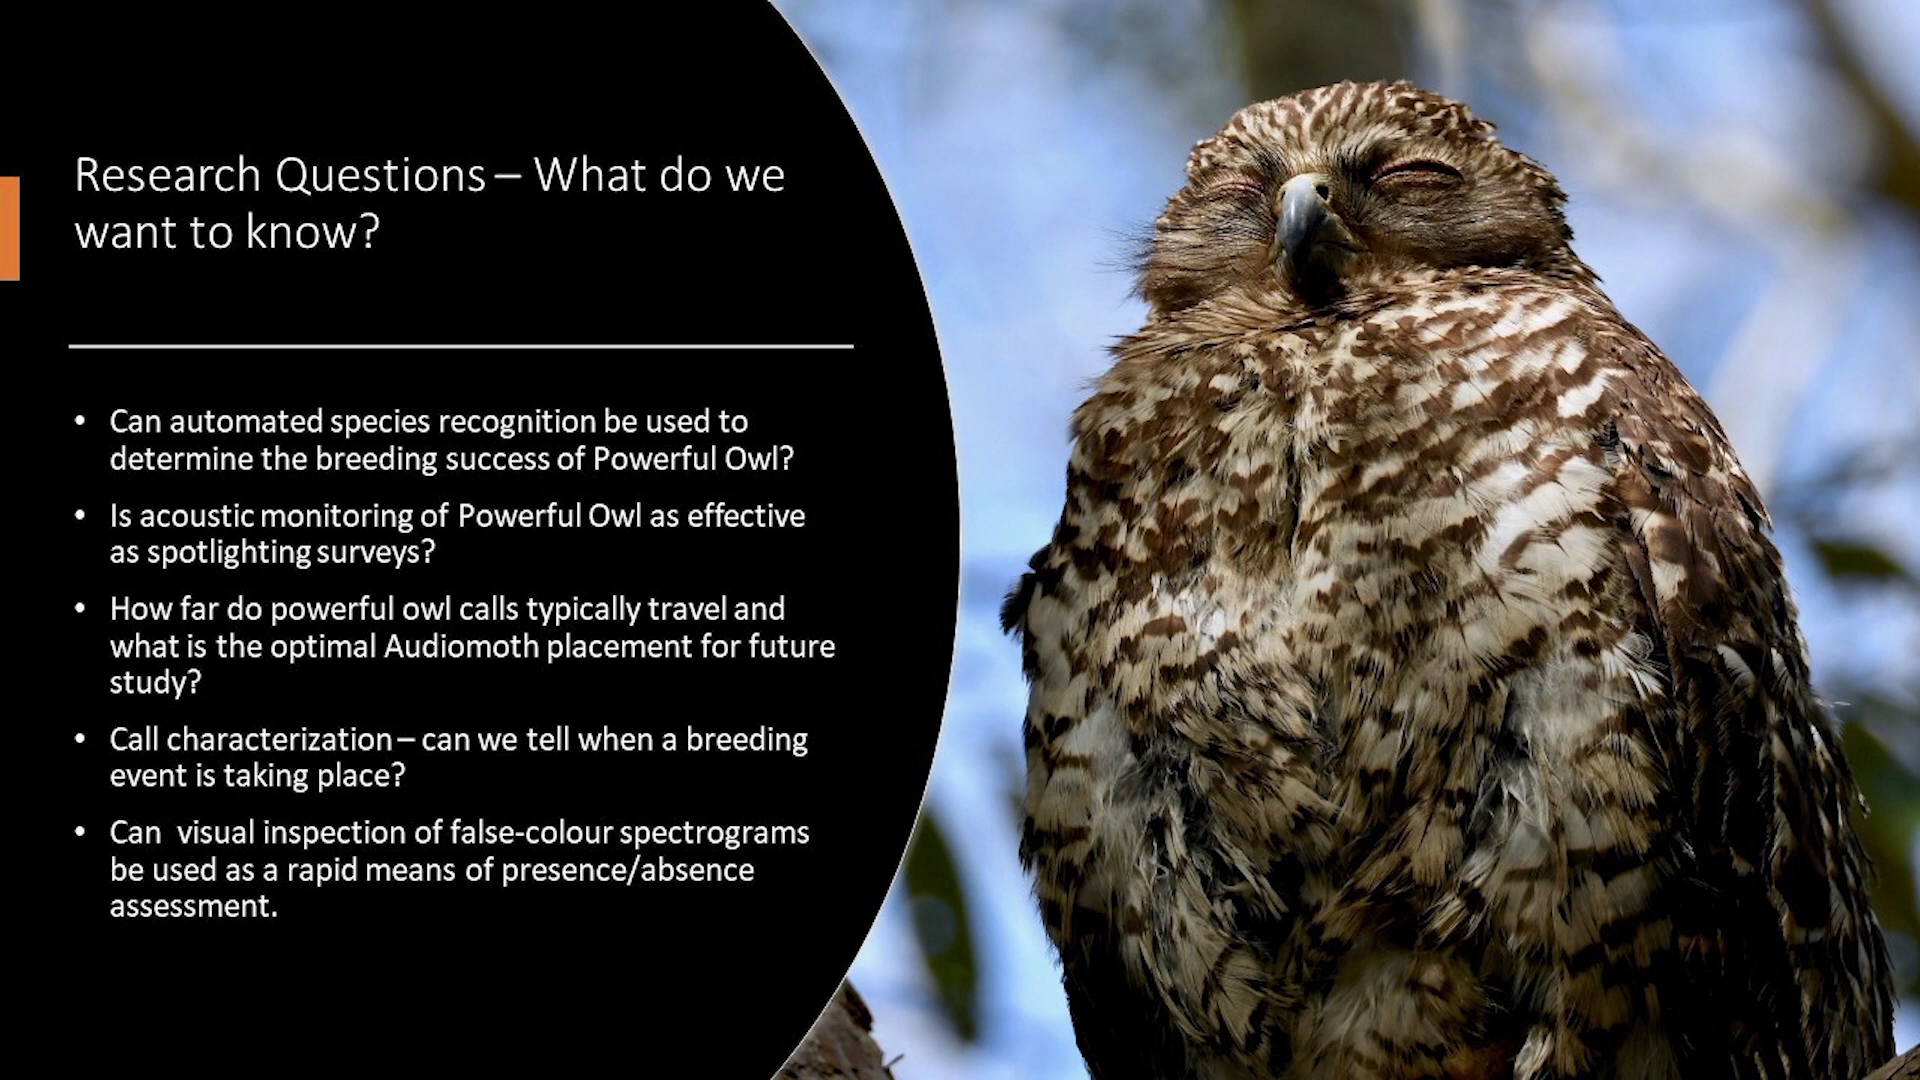 Research Questions – What do we
want to know?
• Can automated species recognition be used to
determine the breeding success of Powerful Owl?
• Is acoustic monitoring of Powerful Owl as effective
as spotlighting surveys?
• How far do powerful owl calls typically travel and
what is the optimal Audiomoth placement for future
study?
• Call characterization – can we tell when a breeding
event is taking place?
• Can  visual inspection of false-colour spectrograms
be used as a rapid means of presence/absence
assessment.